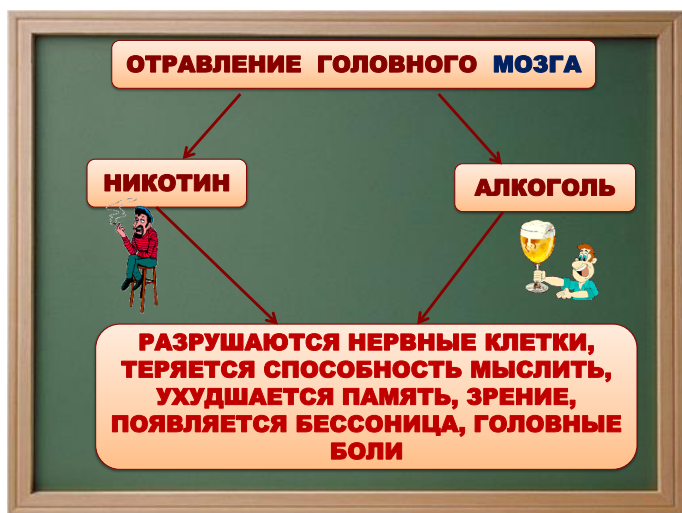 ОТРАВЛЕНИЕ ГОЛОВНОГО МОЗГА
НИКОТИН
АЛКОГОЛЬ
РАЗРУШАЮТСЯ НЕРВНЫЕ КЛЕТКИ,
ТЕРЯЕТСЯ СПОСОБНОСТЬ МЫСЛИТЬ,
УХУДШАЕТСЯ ПАМЯТЬ, ЗРЕНИЕ,
ПОЯВЛЯЕТСЯ БЕССОНИЦА, ГОЛОВНЫЕ
БОЛИ